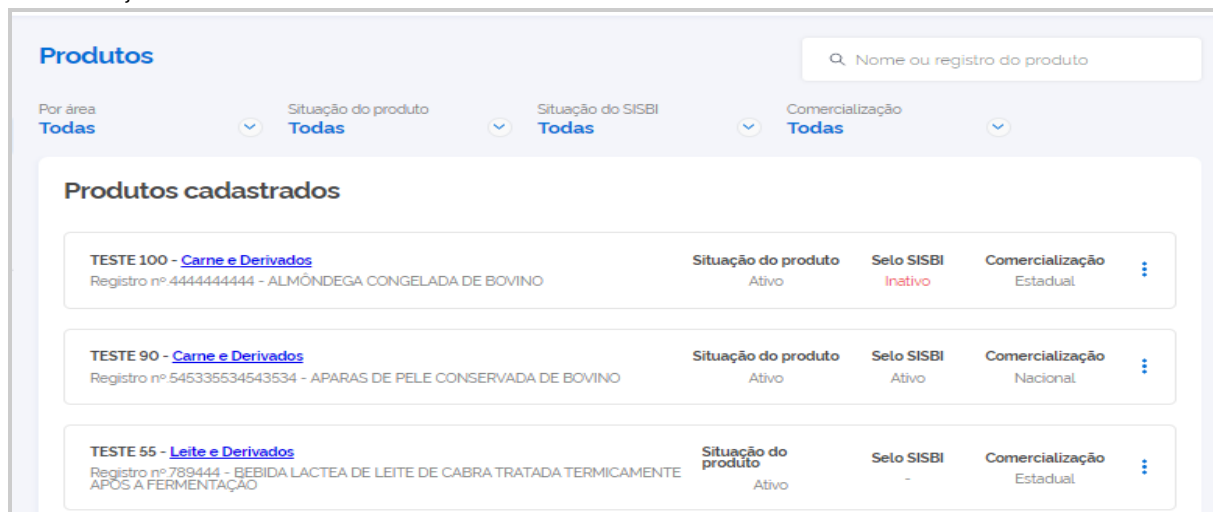 Produtos
Nome ou registro do produto
Por área Situação do produto Situação do SISBI Comercialização
Todas Todas Todas Todas
Produtos cadastrados
TESTE 100 - Carne e Derivados Situação do produto Selo SISBI Comercialização
Registro nº.4444444444 - ALMÔNDEGA CONGELADA DE BOVINO Ativo Inativo Estadual
TESTE 90 - Carne e Derivados Situação do produto Selo SISBI Comercialização
Registro nº.545335534543534 - APARAS DE PELE CONSERVADA DE BOVINO Ativo Ativo Nacional
TESTE 55 - Leite e Derivados Situação do produto Selo SISBI Comercialização
Registro nº.789444 - BEBIDA LACTEA DE LEITE DE CABRA TRATADA TERMICAMENTE
APÓS A FERMENTAÇÃO Ativo - Estadual